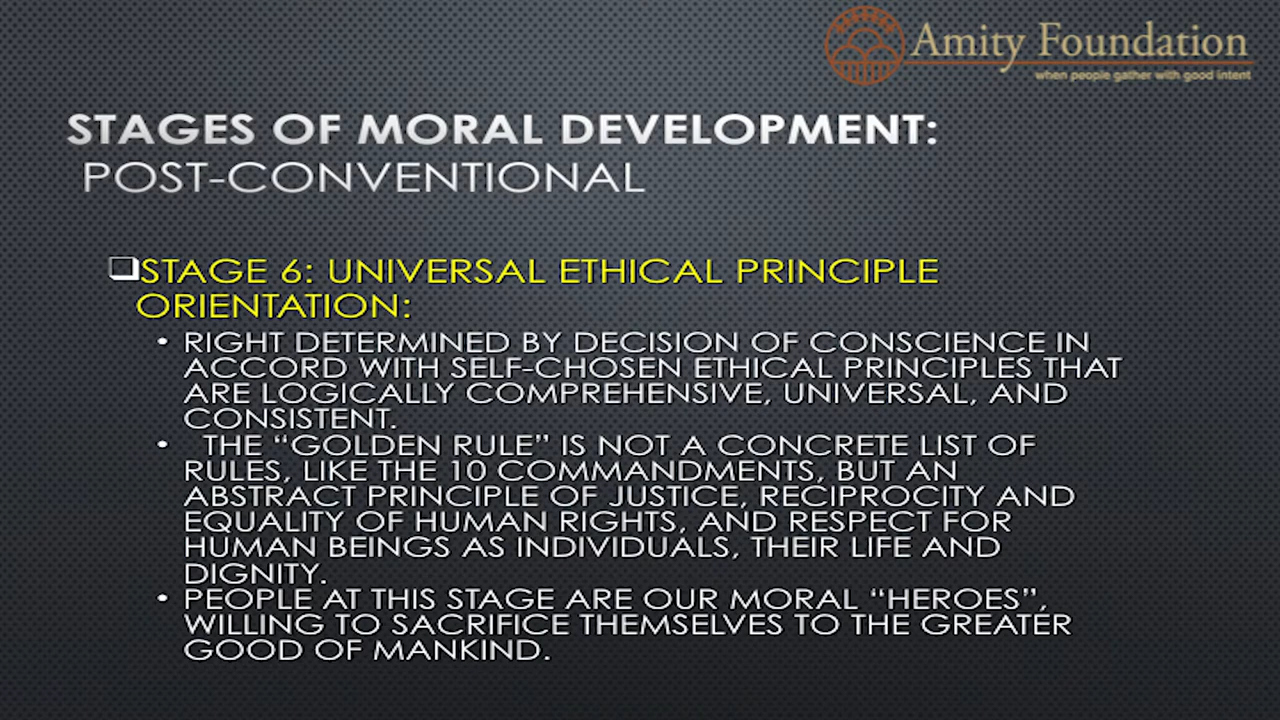 Amity Foundation
when people gather with good intent
STAGES OF MORAL DEVELOPMENT:
POST-CONVENTIONAL
STAGE 6: UNIVERSAL ETHICAL PRINCIPLE
ORIENTATION:
• RIGHT DETERMINED BY DECISION OF CONSCIENCE IN
ACCORD WITH SELF-CHOSEN ETHICAL PRINCIPLES THAT
ARE LOGICALLY COMPREHENSIVE, UNIVERSAL, AND
CONSISTENT.
• THE “GOLDEN RULE” IS NOT A CONCRETE LIST OF
RULES, LIKE THE 10 COMMANDMENTS, BUT AN
ABSTRACT PRINCIPLE OF JUSTICE, RECIPROCITY AND
EQUALITY OF HUMAN RIGHTS, AND RESPECT FOR
HUMAN BEINGS AS INDIVIDUALS, THEIR LIFE AND
DIGNITY.
• PEOPLE AT THIS STAGE ARE OUR MORAL “HEROES”,
WILLING TO SACRIFICE THEMSELVES TO THE GREATER
GOOD OF MANKIND.